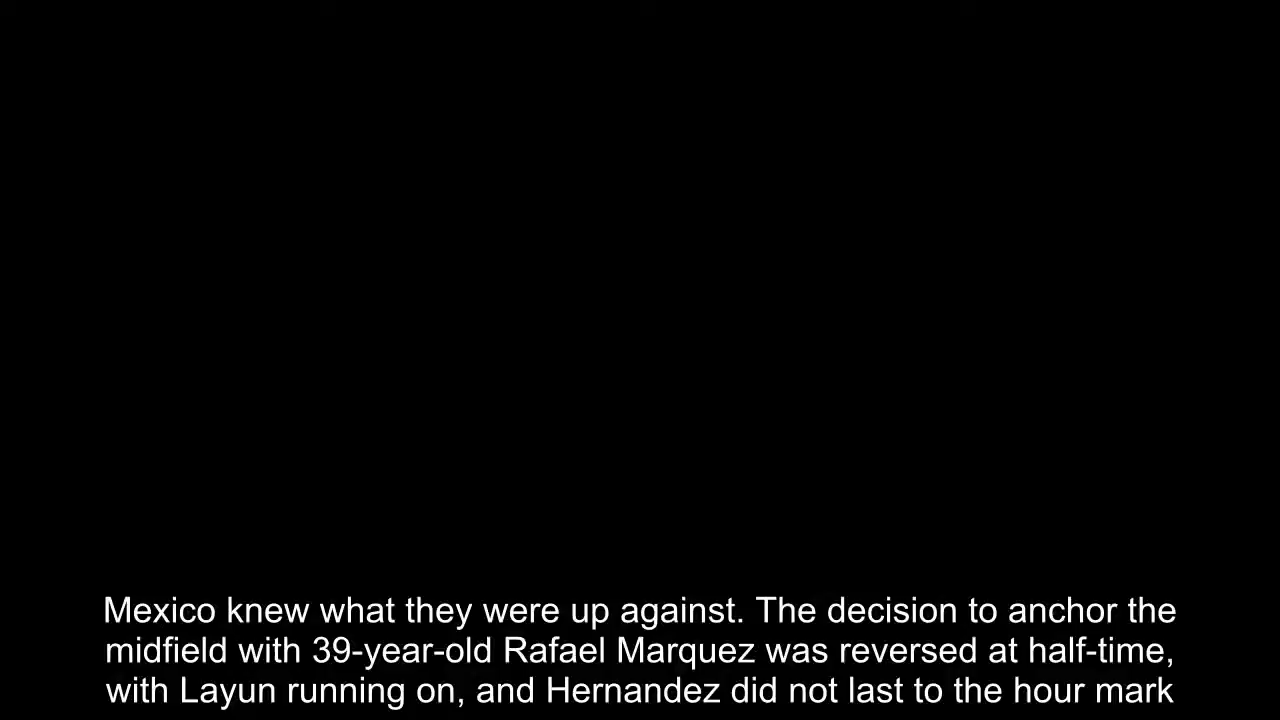 Mexico knew what they were up against. The decision to anchor the
midfield with 39-year-old Rafael Marquez was reversed at half-time,
with Layun running on, and Hernandez did not last to the hour mark